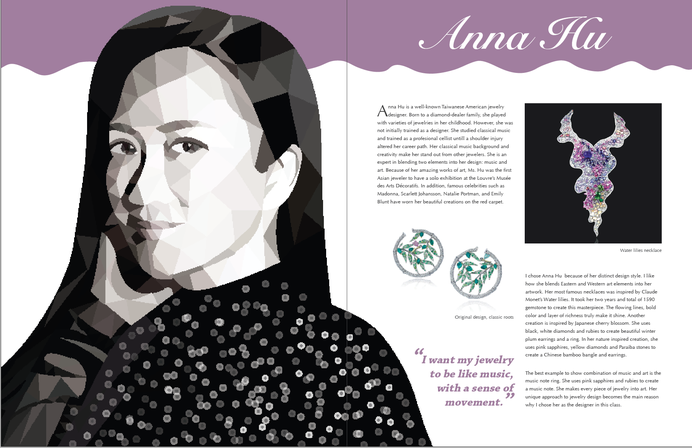 Anna Hu
Anna Hu is a well-known Taiwanese American jewelry
designer. Born to a diamond-dealer family, she played
with varieties of jewelries in her childhood. However, she was
not initially trained as a designer. She studied classical music
and trained as a profesional cellist untill a shoulder injury
altered her career path. Her classical music background and
creativity make her stand out from other jewelers. She is an
expert in blending two elements into her design: music and
art. Because of her amazing works of art, Ms. Hu was the first
Asian jeweler to have a solo exhibition at the Louvre's Musée
des Arts Décoratifs. In addition, famous celebrities such as
Madonna, Scarlett Johansson, Natalie Portman, and Emily
Blunt have worn her beautiful creations on the red carpet.
Original design, classic room
“I want my jewelry
to be like music,
with a sense of
movement.”
Water lilies necklace
I chose Anna Hu because of her distinct design style. I like
how she blends Eastern and Western art elements into her
artwork. Her most famous necklaces was inspired by Claude
Monet's Water lilies. It took her two years and total of 1390
gemstone to create this masterpiece. The flowing lines, bold
color and layer of richness truly make it shine. Another
creation is inspired by Japanese cherry blossom. She uses
black, white diamonds and rubies to create beautiful winter
plum earrings and a ring. In her nature inspired creation, she
uses pink sapphires, yellow diamonds and Paraiba stones to
create a Chinese bamboo bangle and earrings.
The best example to show combination of music and art is the
music note ring. She uses pink sapphires and rubies to create
a music note. She makes every piece of jewelry into art. Her
unique approach to jewelry design becomes the main reason
why I chose her as the designer in this class.